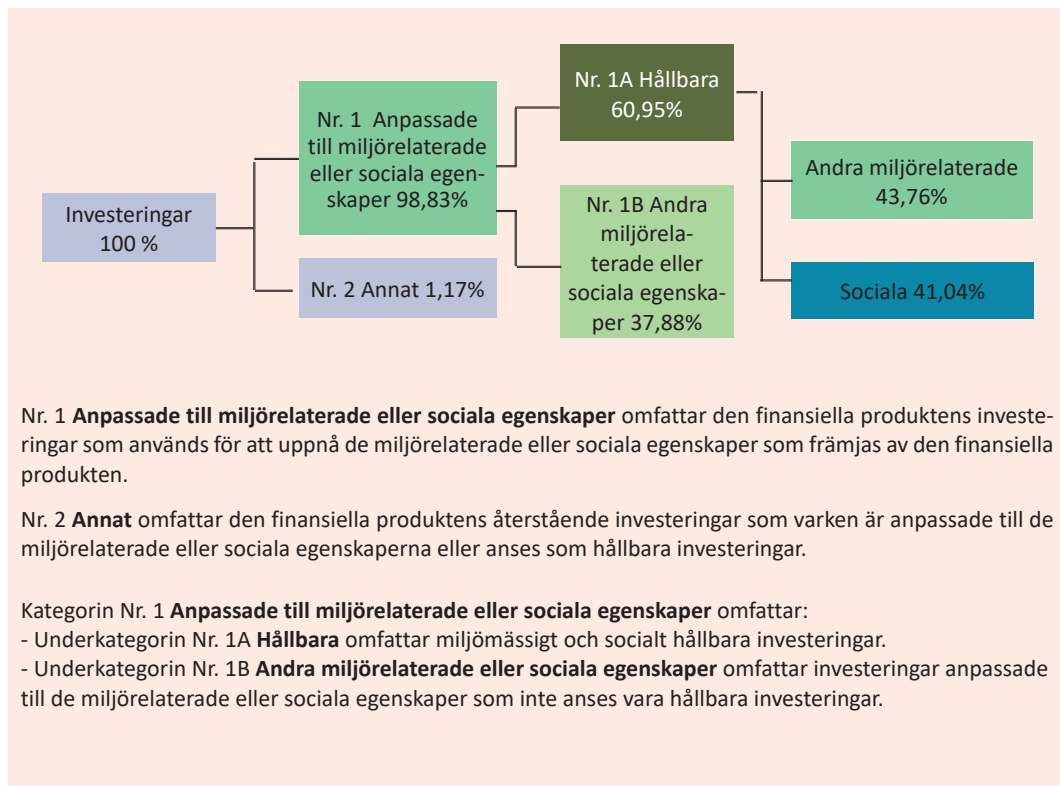 Investeringar
100 %
Nr. 1 Anpassade
till miljörelaterade
eller sociala egen-
skaper 98,83%
Nr. 2 Annat 1,17%
Nr. 1A Hållbara
60,95%
Nr. 1B Andra
miljörela-
terade eller
sociala egenska-
per 37,88%
Andra miljörelaterade
43,76%
Sociala 41,04%
Nr. 1 Anpassade till miljörelaterade eller sociala egenskaper omfattar den finansiella produktens investe-
ringar som används för att uppnå de miljörelaterade eller sociala egenskaper som främjas av den finansiella
produkten.
Nr. 2 Annat omfattar den finansiella produktens återstående investeringar som varken är anpassade till de
miljörelaterade eller sociala egenskaperna eller anses som hållbara investeringar.
Kategorin Nr. 1 Anpassade till miljörelaterade eller sociala egenskaper omfattar:
- Underkategorin Nr. 1A Hållbara omfattar miljömässigt och socialt hållbara investeringar.
- Underkategorin Nr. 1B Andra miljörelaterade eller sociala egenskaper omfattar investeringar anpassade
till de miljörelaterade eller sociala egenskaper som inte anses vara hållbara investeringar.